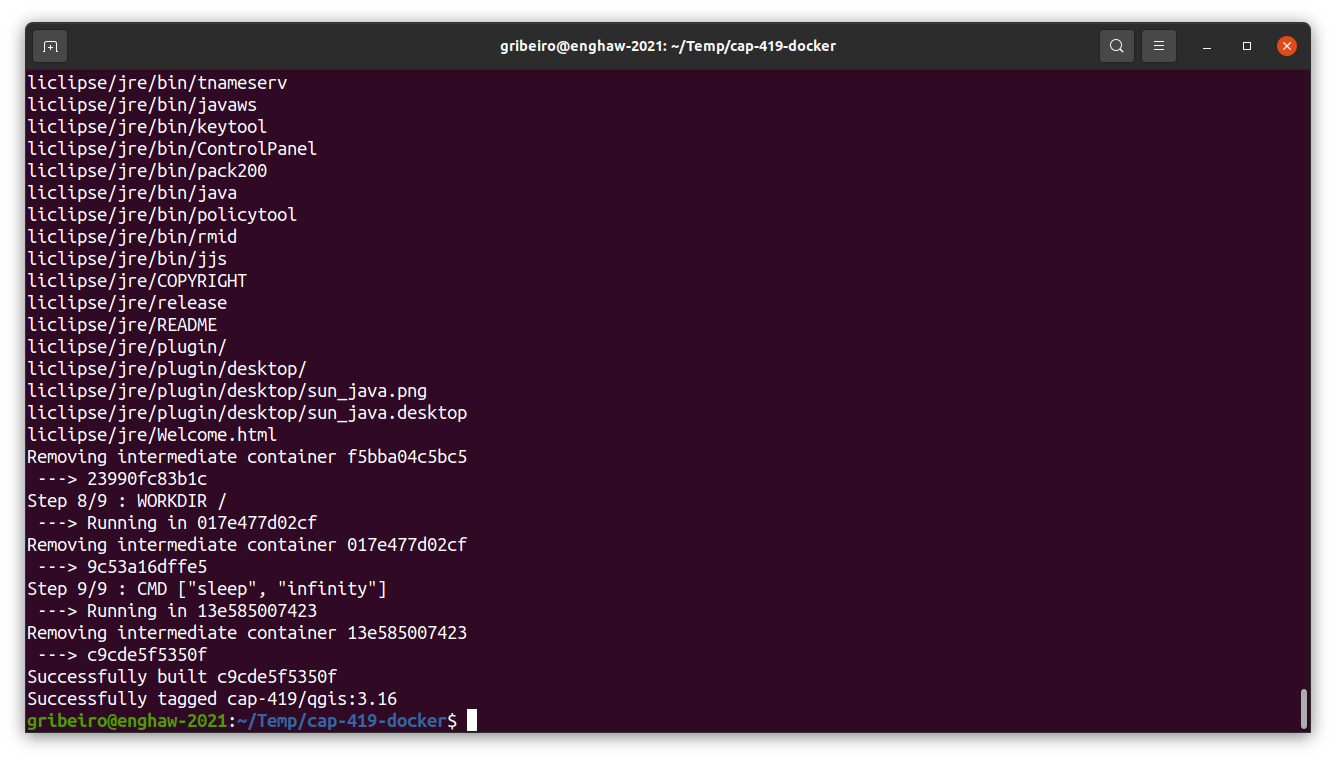 gribeiro@enghaw-2021: ~/Temp/cap-419-docker
liclipse/jre/bin/tnameserv
liclipse/jre/bin/javaws
liclipse/jre/bin/keytool
liclipse/jre/bin/ControlPanel
liclipse/jre/bin/pack200
liclipse/jre/bin/java
liclipse/jre/bin/policytool
liclipse/jre/bin/rmid
liclipse/jre/bin/jjs
liclipse/jre/COPYRIGHT
liclipse/jre/release
liclipse/jre/README
liclipse/jre/plugin/
liclipse/jre/plugin/desktop/
liclipse/jre/plugin/desktop/sun_java.png
liclipse/jre/plugin/desktop/sun_java.desktop
liclipse/jre/Welcome.html
Removing intermediate container f5bba04c5bc5
 ---> 23990fc83b1c
Step 8/9 : WORKDIR /
 ---> Running in 017e477d02cf
Removing intermediate container 017e477d02cf
 ---> 9c53a16dffe5
Step 9/9 : CMD ["sleep", "infinity"]
 ---> Running in 13e585007423
Removing intermediate container 13e585007423
 ---> c9cde5f5350f
Successfully built c9cde5f5350f
Successfully tagged cap-419/qgis:3.16
gribeiro@enghaw-2021:~/Temp/cap-419-docker$